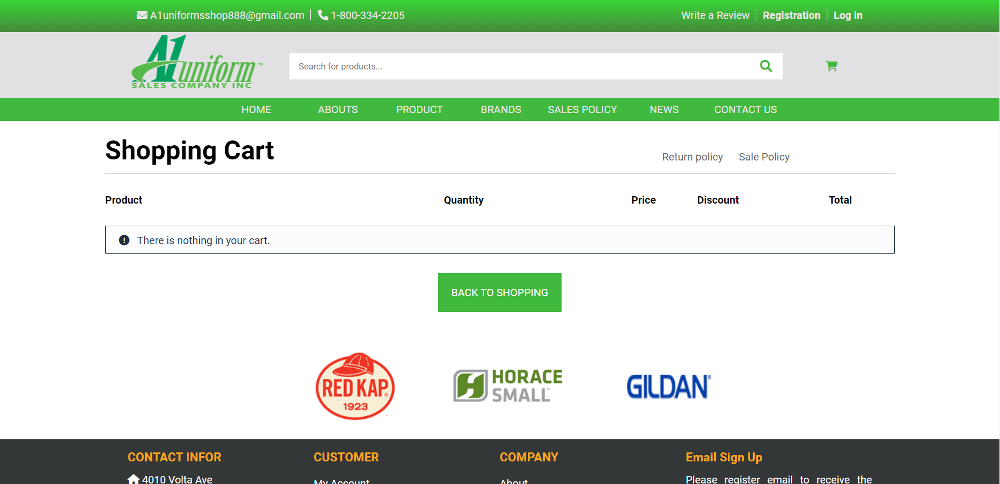 A1uniformsshop888@gmail.com 1-800-334-2205 Write a Review Registration Log in
A1 uniform™
SALES COMPANY INC
Search for products...
HOME ABOUTS PRODUCT BRANDS SALES POLICY NEWS CONTACT US
Shopping Cart
Return policy Sale Policy
Product Quantity Price Discount Total
There is nothing in your cart.
BACK TO SHOPPING
RED KAP®
1923
HORACE
SMALL™
GILDAN®
CONTACT INFOR CUSTOMER COMPANY Email Sign Up
4010 Volta Ave My Account About Please register email to receive the